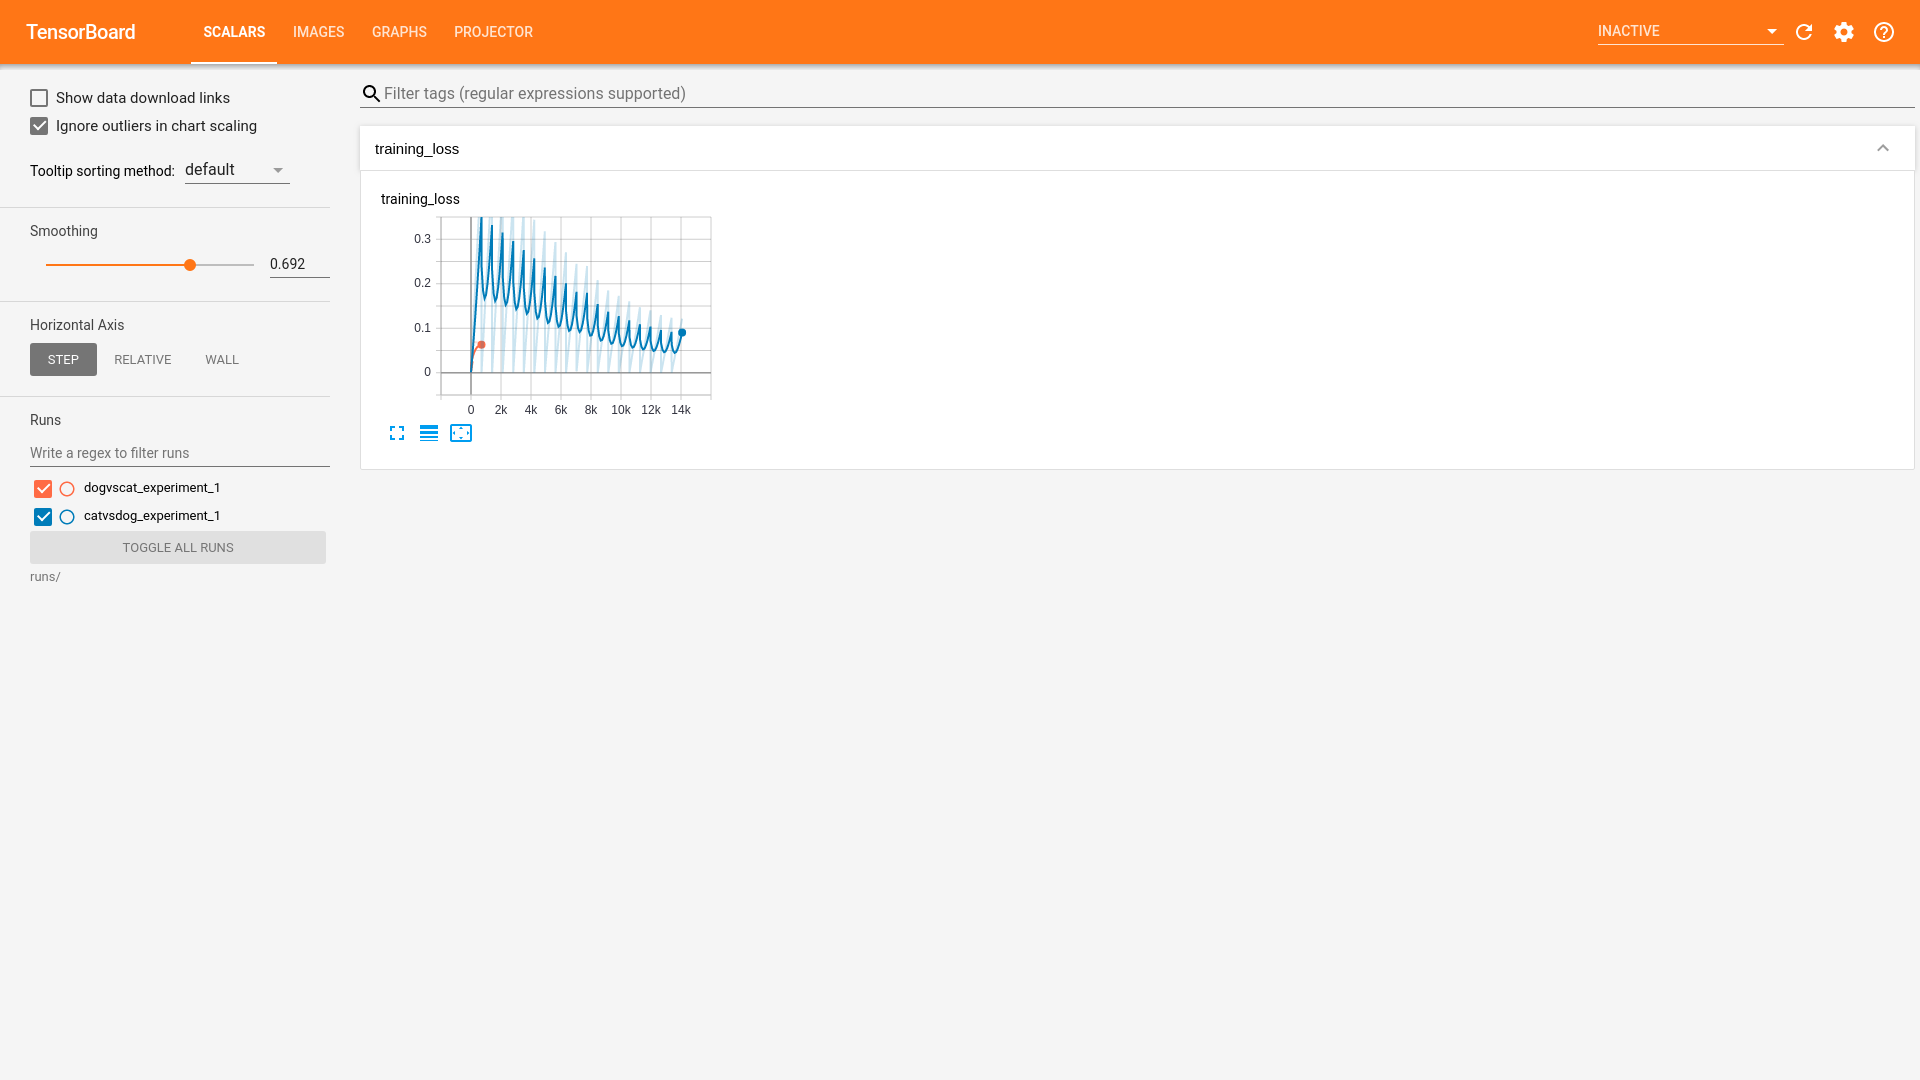 TensorBoard
SCALARS
IMAGES
GRAPHS
PROJECTOR
INACTIVE
Show data download links
Ignore outliers in chart scaling
Tooltip sorting method: default
Smoothing
0.692
Horizontal Axis
STEP
RELATIVE
WALL
Runs
Write a regex to filter runs
dogvscat_experiment_1
catvsdog_experiment_1
TOGGLE ALL RUNS
runs/
Filter tags (regular expressions supported)
training_loss
training_loss
0.3
0.2
0.1
0
0 2k 4k 6k 8k 10k 12k 14k